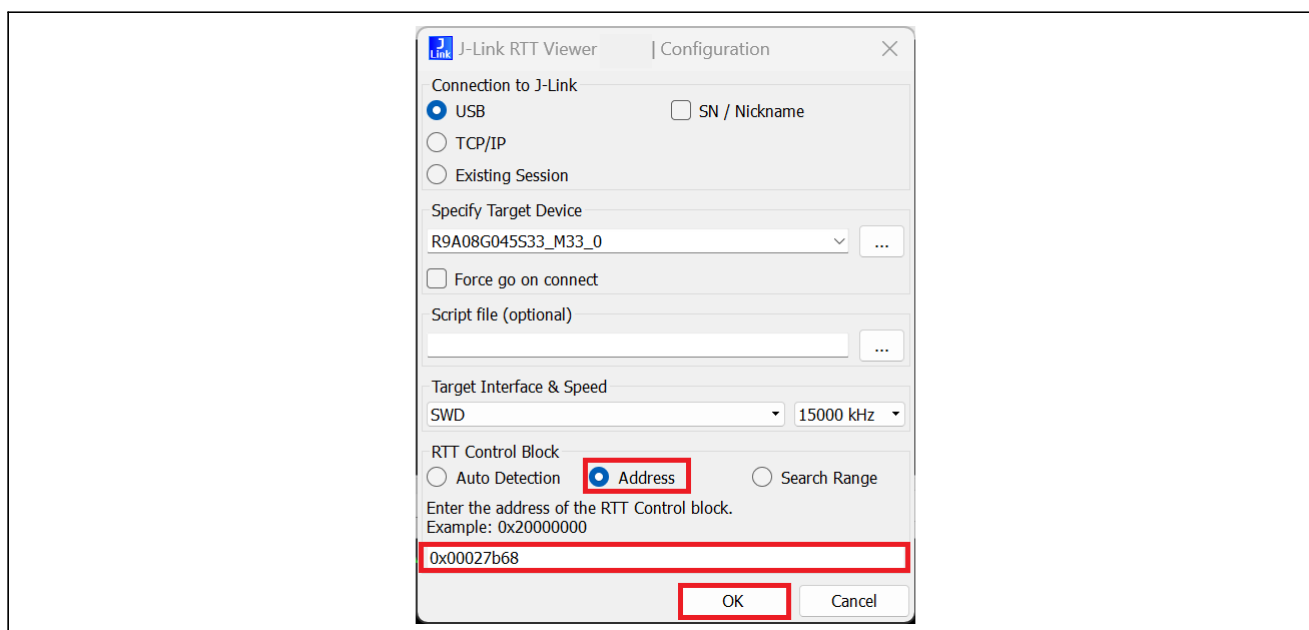 J-Link RTT Viewer | Configuration
Connection to J-Link
USB SN / Nickname
TCP/IP
Existing Session
Specify Target Device
R9A08G045S33_M33_0 ...
Force go on connect
Script file (optional)
...
Target Interface & Speed
SWD 15000 kHz
RTT Control Block
Auto Detection Address Search Range
Enter the address of the RTT Control block.
Example: 0x20000000
0x00027b68
OK Cancel